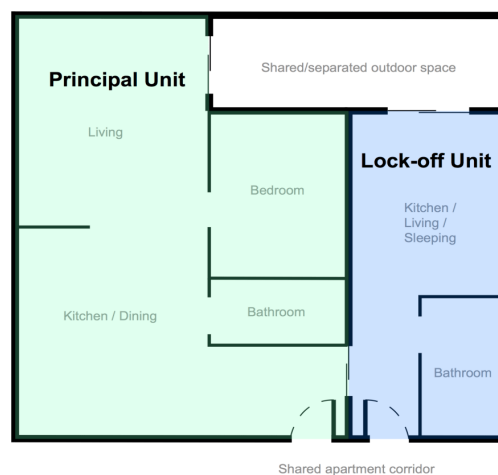 Shared/separated outdoor space
Principal Unit
Living
Lock-off Unit
Bedroom
Kitchen /
Living /
Sleeping
Kitchen / Dining
Bathroom
Bathroom
Shared apartment corridor